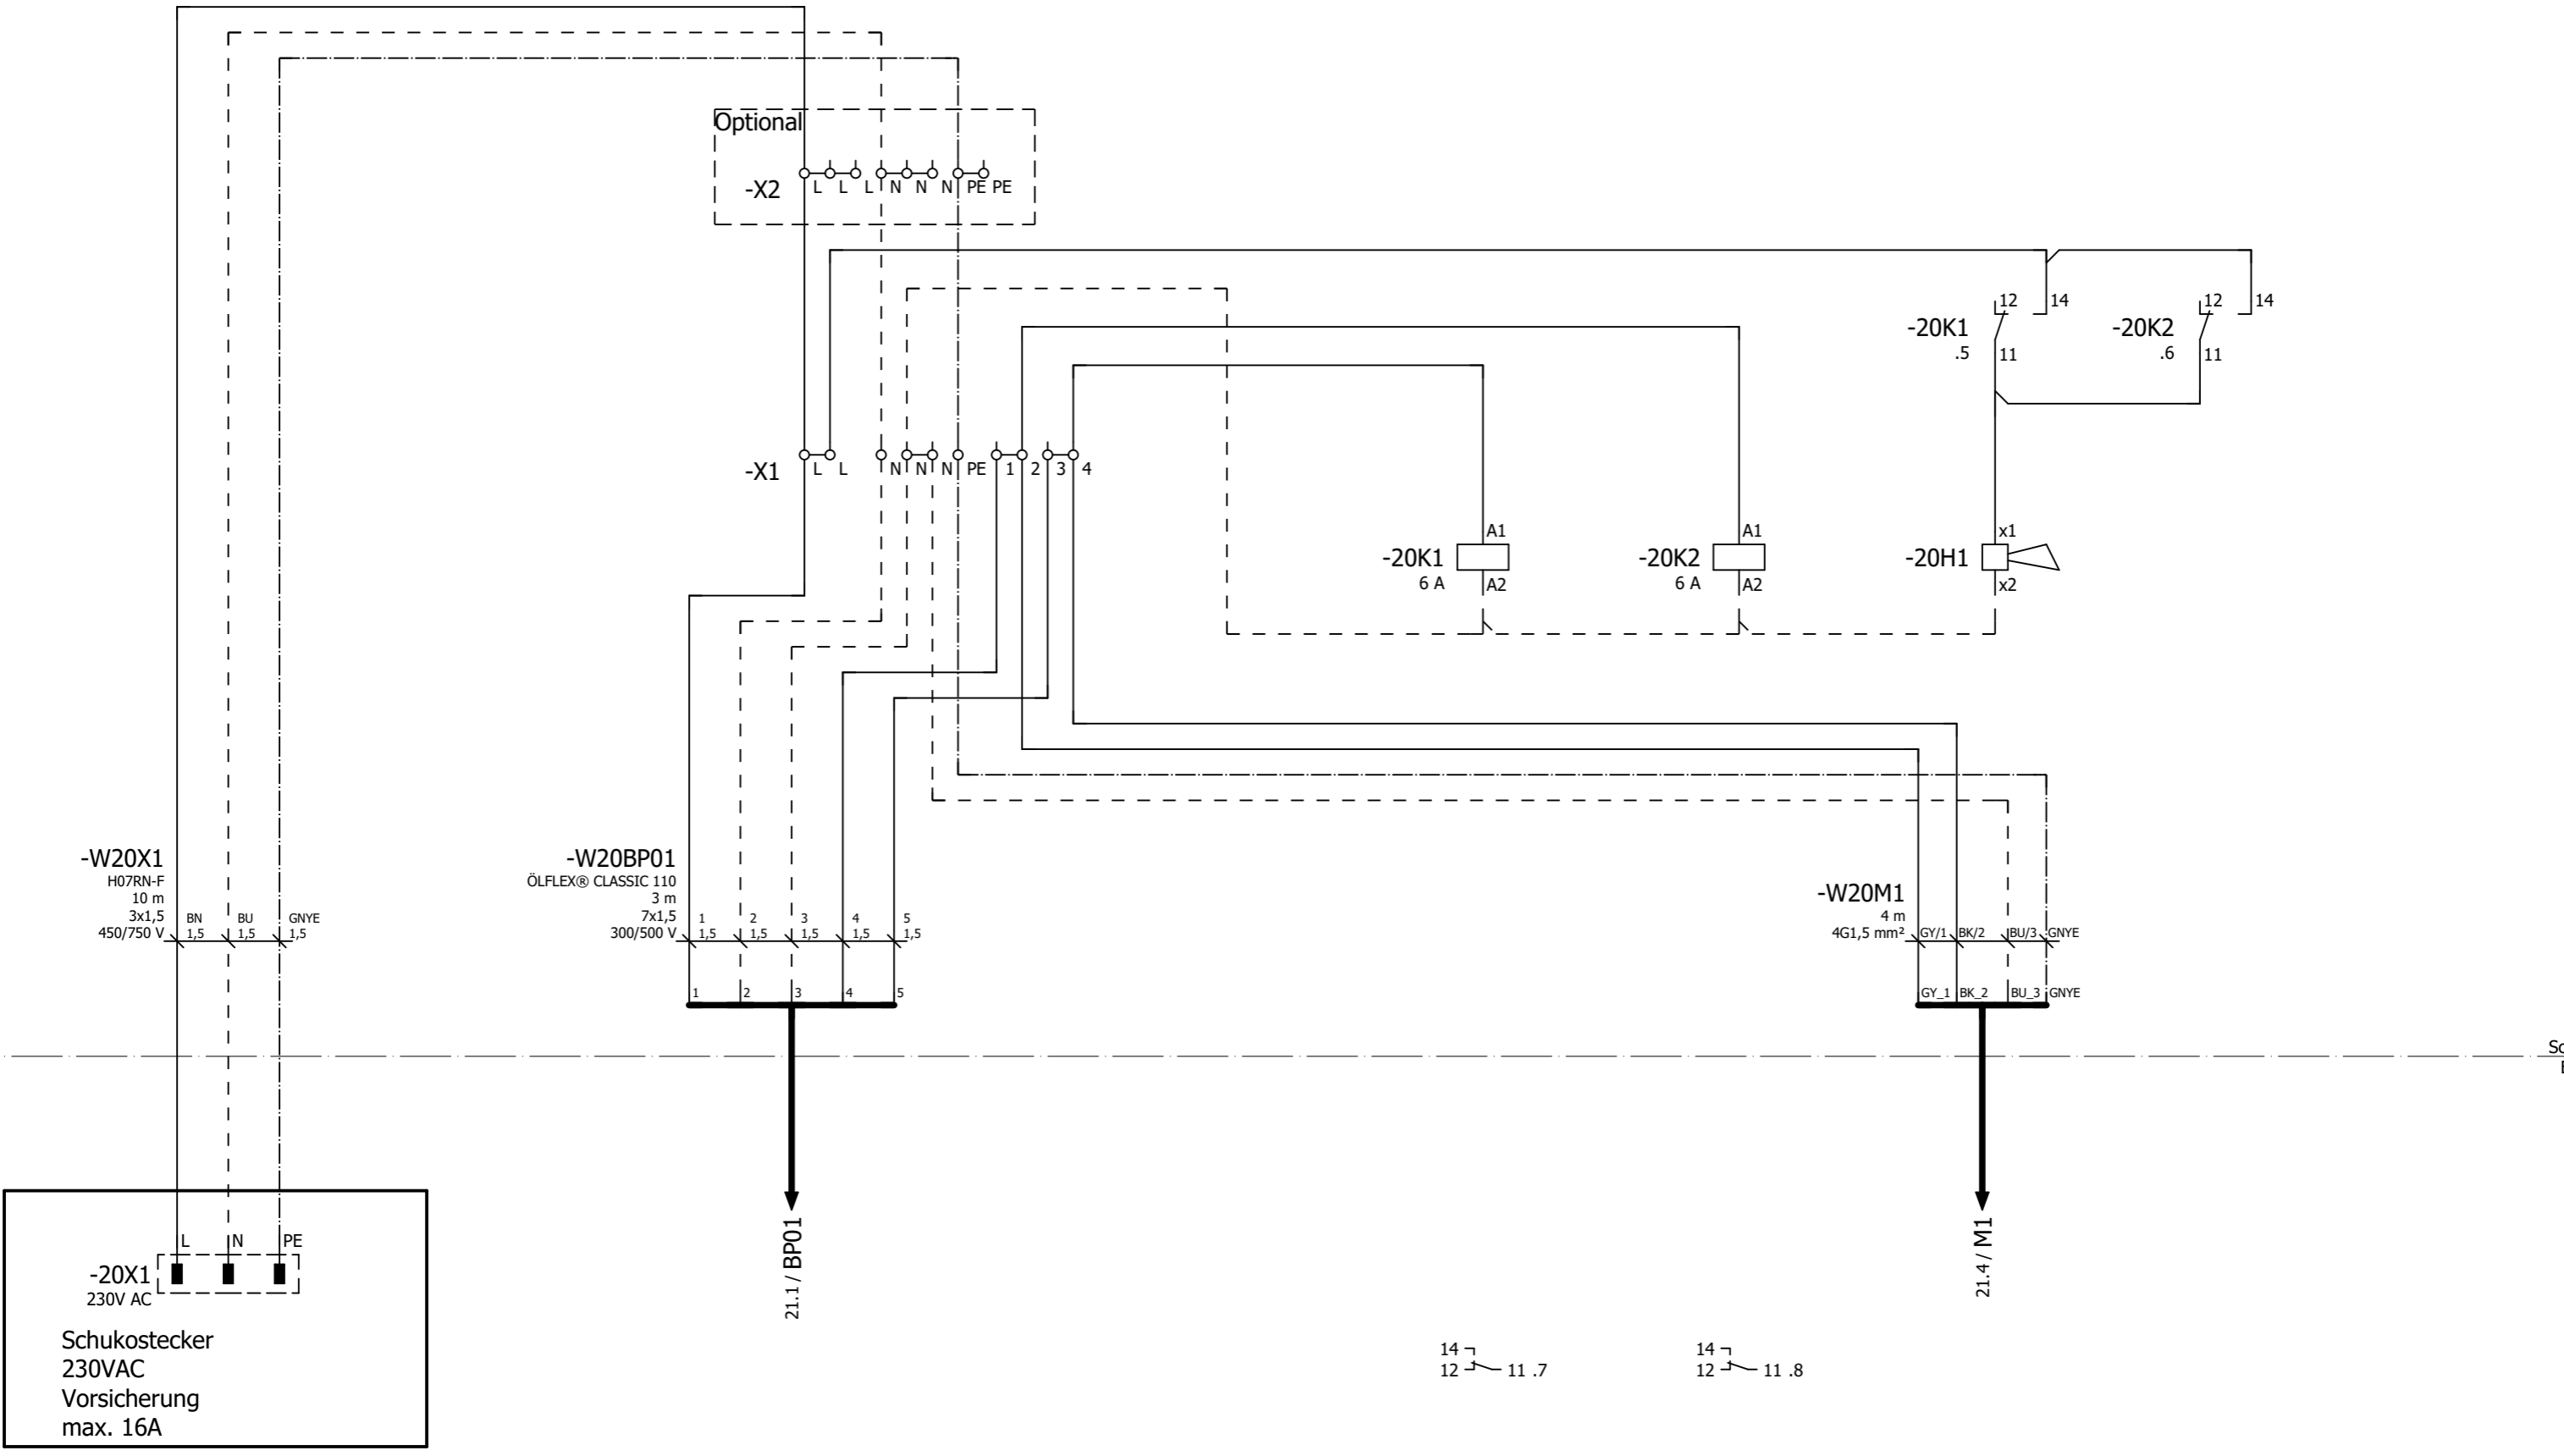 Optional
-X2
L L L N N N PE PE
12 14
-20K1
.5
11
12 14
-20K2
.6
11
-X1
L L N N N PE 1 2 3 4
-20K1
6 A
A1
A2
-20K2
6 A
A1
A2
-20H1
x1
x2
-W20X1
H07RN-F
10 m
3x1,5
450/750 V
BN BU GNYE
1,5 1,5 1,5
-W20BP01
ÖLFLEX® CLASSIC 110
3 m
7x1,5
300/500 V
1 2 3 4 5
1,5 1,5 1,5 1,5 1,5
1 2 3 4 5
-W20M1
4 m
4G1,5 mm²
GY/1 BK/2 BU/3 GNYE
GY_1 BK_2 BU_3 GNYE
L N PE
-20X1
230V AC
Schukostecker
230VAC
Vorsicherung
max. 16A
21.1 / BP01
21.4 / M1
14
12 11 .7
14
12 11 .8